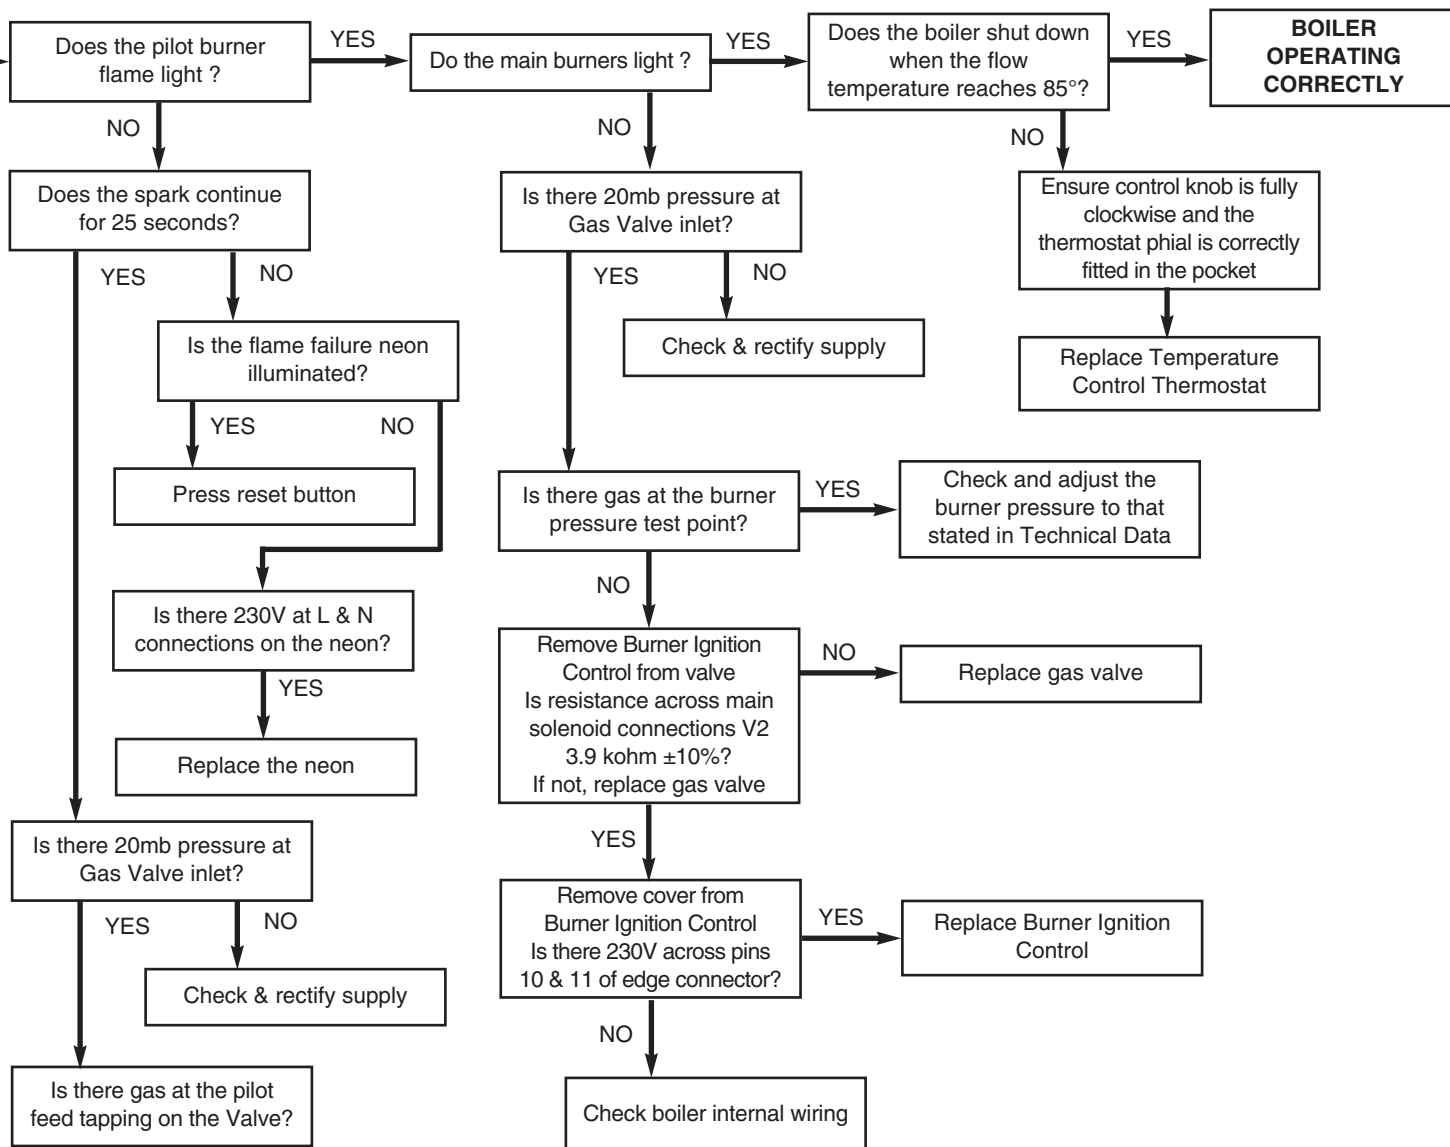 Does the pilot burner
flame light ?
YES
Do the main burners light ?
YES
Does the boiler shut down
when the flow
temperature reaches 85°?
YES
BOILER
OPERATING
CORRECTLY
NO
NO
NO
Does the spark continue
for 25 seconds?
Is there 20mb pressure at
Gas Valve inlet?
Ensure control knob is fully
clockwise and the
thermostat phial is correctly
fitted in the pocket
YES
NO
YES
NO
Is the flame failure neon
illuminated?
Check & rectify supply
Replace Temperature
Control Thermostat
YES
NO
Press reset button
Is there gas at the burner
pressure test point?
YES
Check and adjust the
burner pressure to that
stated in Technical Data
NO
Is there 230V at L & N
connections on the neon?
Remove Burner Ignition
Control from valve
Is resistance across main
solenoid connections V2
3.9 kohm ±10%?
If not, replace gas valve
NO
Replace gas valve
YES
Replace the neon
YES
Is there 20mb pressure at
Gas Valve inlet?
Remove cover from
Burner Ignition Control
Is there 230V across pins
10 & 11 of edge connector?
YES
Replace Burner Ignition
Control
YES
NO
Check & rectify supply
NO
Is there gas at the pilot
feed tapping on the Valve?
Check boiler internal wiring